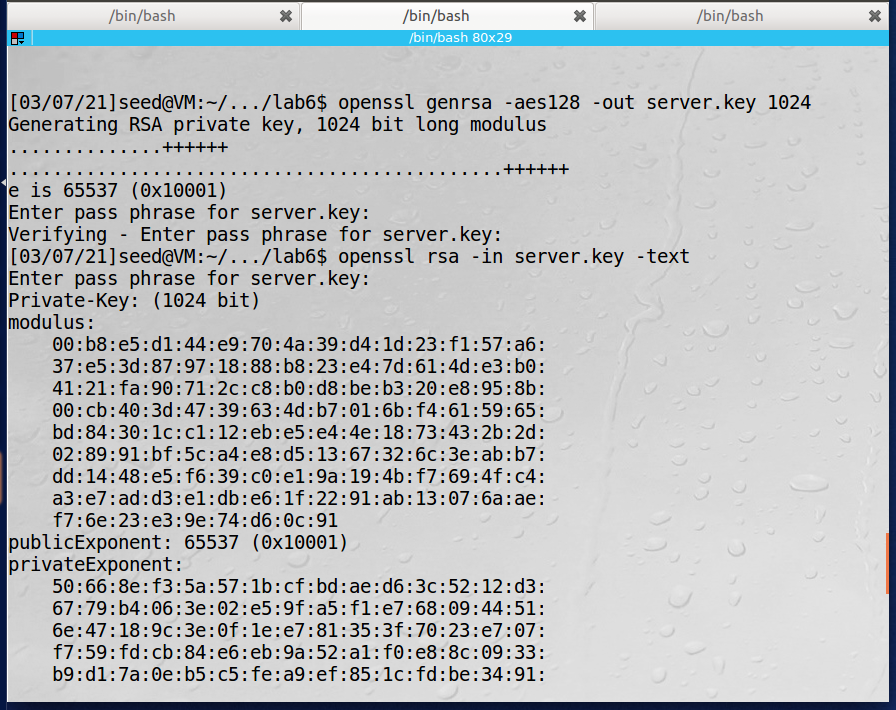 /bin/bash /bin/bash /bin/bash
/bin/bash 80x29
[03/07/21]seed@VM:~/.../lab6$ openssl genrsa -aes128 -out server.key 1024
Generating RSA private key, 1024 bit long modulus
..............++++++
.............................................++++++
e is 65537 (0x10001)
Enter pass phrase for server.key:
Verifying - Enter pass phrase for server.key:
[03/07/21]seed@VM:~/.../lab6$ openssl rsa -in server.key -text
Enter pass phrase for server.key:
Private-Key: (1024 bit)
modulus:
    00:b8:e5:d1:44:e9:70:4a:39:d4:1d:23:f1:57:a6:
    37:e5:3d:87:97:18:88:b8:23:e4:7d:61:4d:e3:b0:
    41:21:fa:90:71:2c:c8:b0:d8:be:b3:20:e8:95:8b:
    00:cb:40:3d:47:39:63:4d:b7:01:6b:f4:61:59:65:
    bd:84:30:1c:c1:12:eb:e5:e4:4e:18:73:43:2b:2d:
    02:89:91:bf:5c:a4:e8:d5:13:67:32:6c:3e:ab:b7:
    dd:14:48:e5:f6:39:c0:e1:9a:19:4b:f7:69:4f:c4:
    a3:e7:ad:d3:e1:db:e6:1f:22:91:ab:13:07:6a:ae:
    f7:6e:23:e3:9e:74:d6:0c:91
publicExponent: 65537 (0x10001)
privateExponent:
    50:66:8e:f3:5a:57:1b:cf:bd:ae:d6:3c:52:12:d3:
    67:79:b4:06:3e:02:e5:9f:a5:f1:e7:68:09:44:51:
    6e:47:18:9c:3e:0f:1e:e7:81:35:3f:70:23:e7:07:
    f7:59:fd:cb:84:e6:eb:9a:52:a1:f0:e8:8c:09:33:
    b9:d1:7a:0e:b5:c5:fe:a9:ef:85:1c:fd:be:34:91: